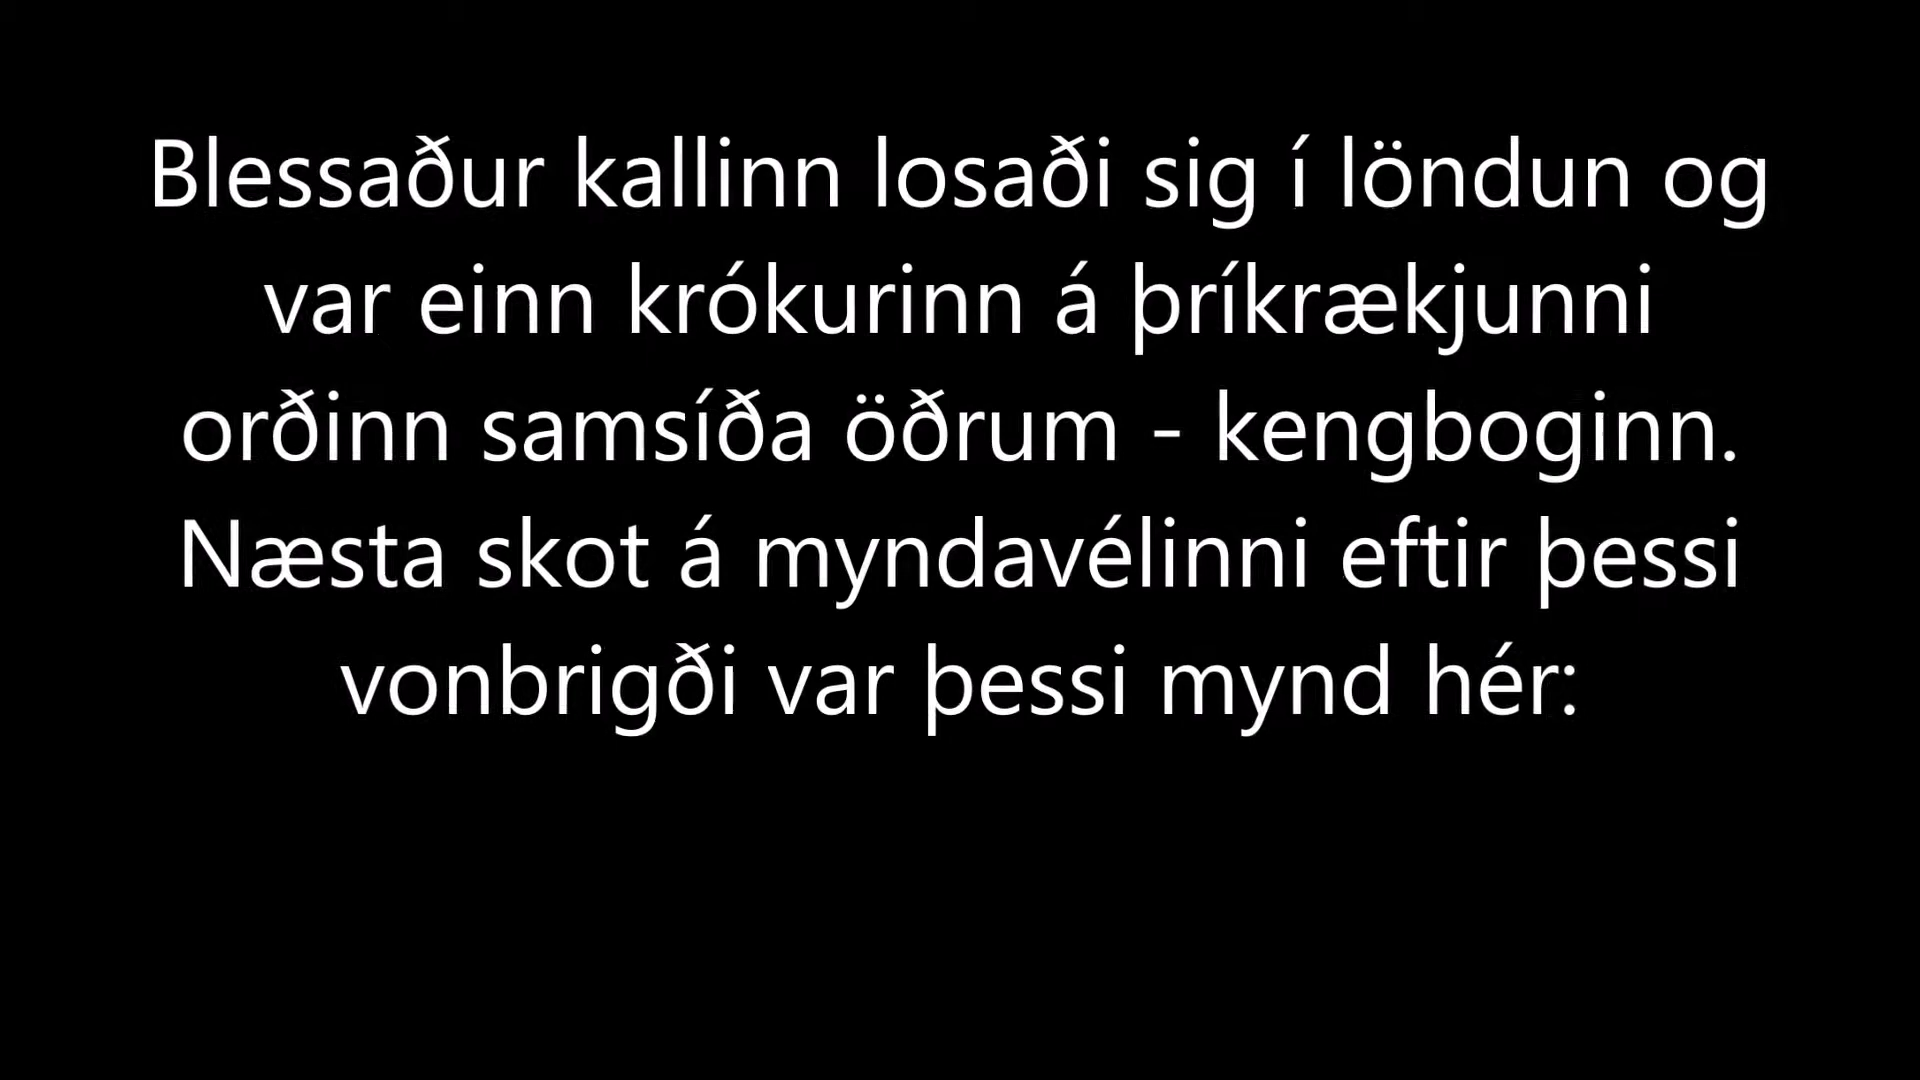 Blessaður kallinn losaði sig í löndun og
var einn krókurinn á þríkrækjunni
orðinn samsíða öðrum - kengboginn.
Næsta skot á myndavélinni eftir þessi
vonbrigði var þessi mynd hér: